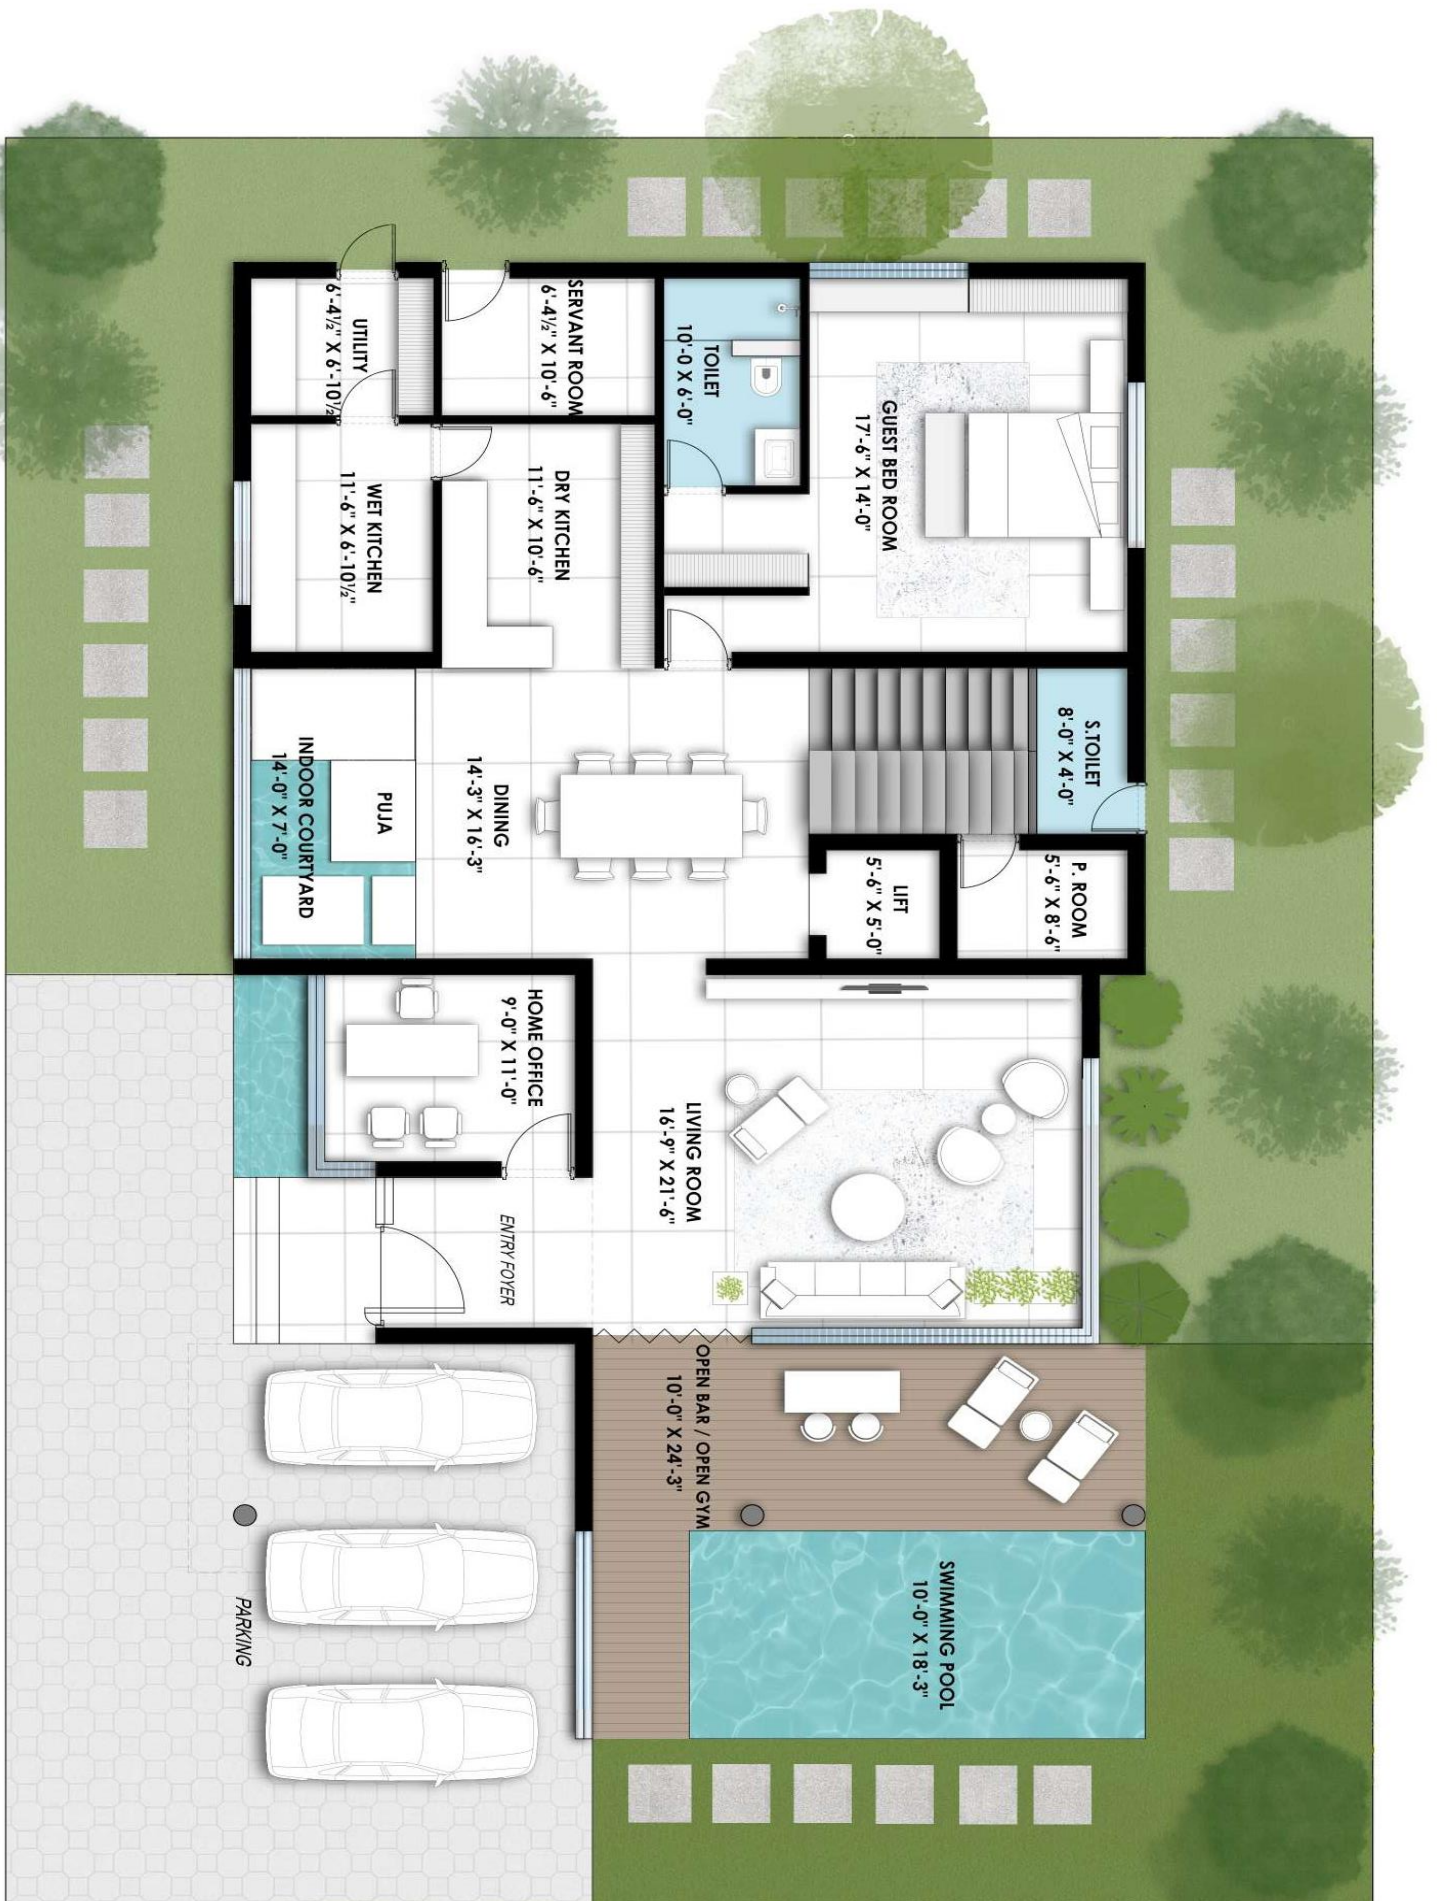 SERVANT ROOM
6'-4½" X 10'-6"
UTILITY
6'-4½" X 6'-10½"
TOILET
10'-0 X 6'-0"
GUEST BED ROOM
17'-6" X 14'-0"
DRY KITCHEN
11'-6" X 10'-6"
WET KITCHEN
11'-6" X 6'-10½"
S.TOILET
8'-0" X 4'-0"
P. ROOM
5'-6" X 8'-6"
LIFT
5'-6" X 5'-0"
DINING
14'-3" X 16'-3"
PUJA
INDOOR COURTYARD
14'-0" X 7'-0"
HOME OFFICE
9'-0" X 11'-0"
LIVING ROOM
16'-9" X 21'-6"
ENTRY FOYER
OPEN BAR / OPEN GYM
10'-0" X 24'-3"
SWIMMING POOL
10'-0" X 18'-3"
PARKING